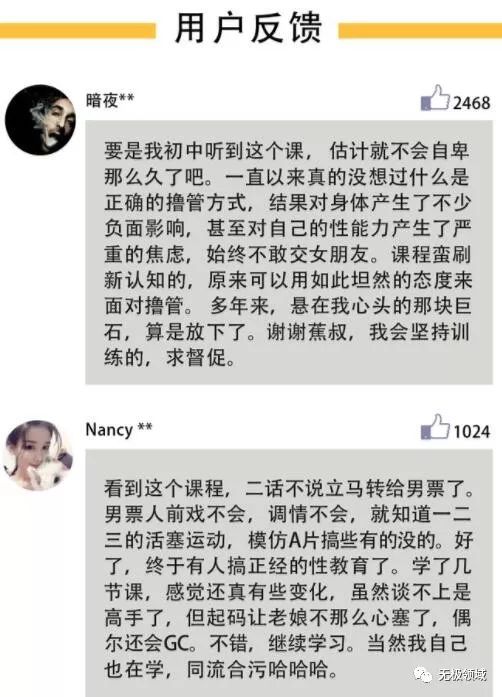 用户反馈
暗夜**
2468
要是我初中听到这个课，估计就不会自卑
那么久了吧。一直以来真的没想过什么是
正确的撸管方式，结果对身体产生了不少
负面影响，甚至对自己的性能力产生了严
重的焦虑，始终不敢交女朋友。课程蛮刷
新认知的，原来可以用如此坦然的态度来
面对撸管。 多年来，悬在我心头的那块巨
石，算是放下了。谢谢蕉叔，我会坚持训
练的，求督促。
Nancy **
1024
看到这个课程，二话不说立马转给男票了。
男票人前戏不会，调情不会，就知道一二
三的活塞运动，模仿A片搞些有的没的。好
了，终于有人搞正经的性教育了。学了几
节课，感觉还真有些变化，虽然谈不上是
高手了，但起码让老娘不那么心塞了，偶
尔还会GC。不错，继续学习。当然我自己
也在学，同流合污哈哈哈。
无极领域